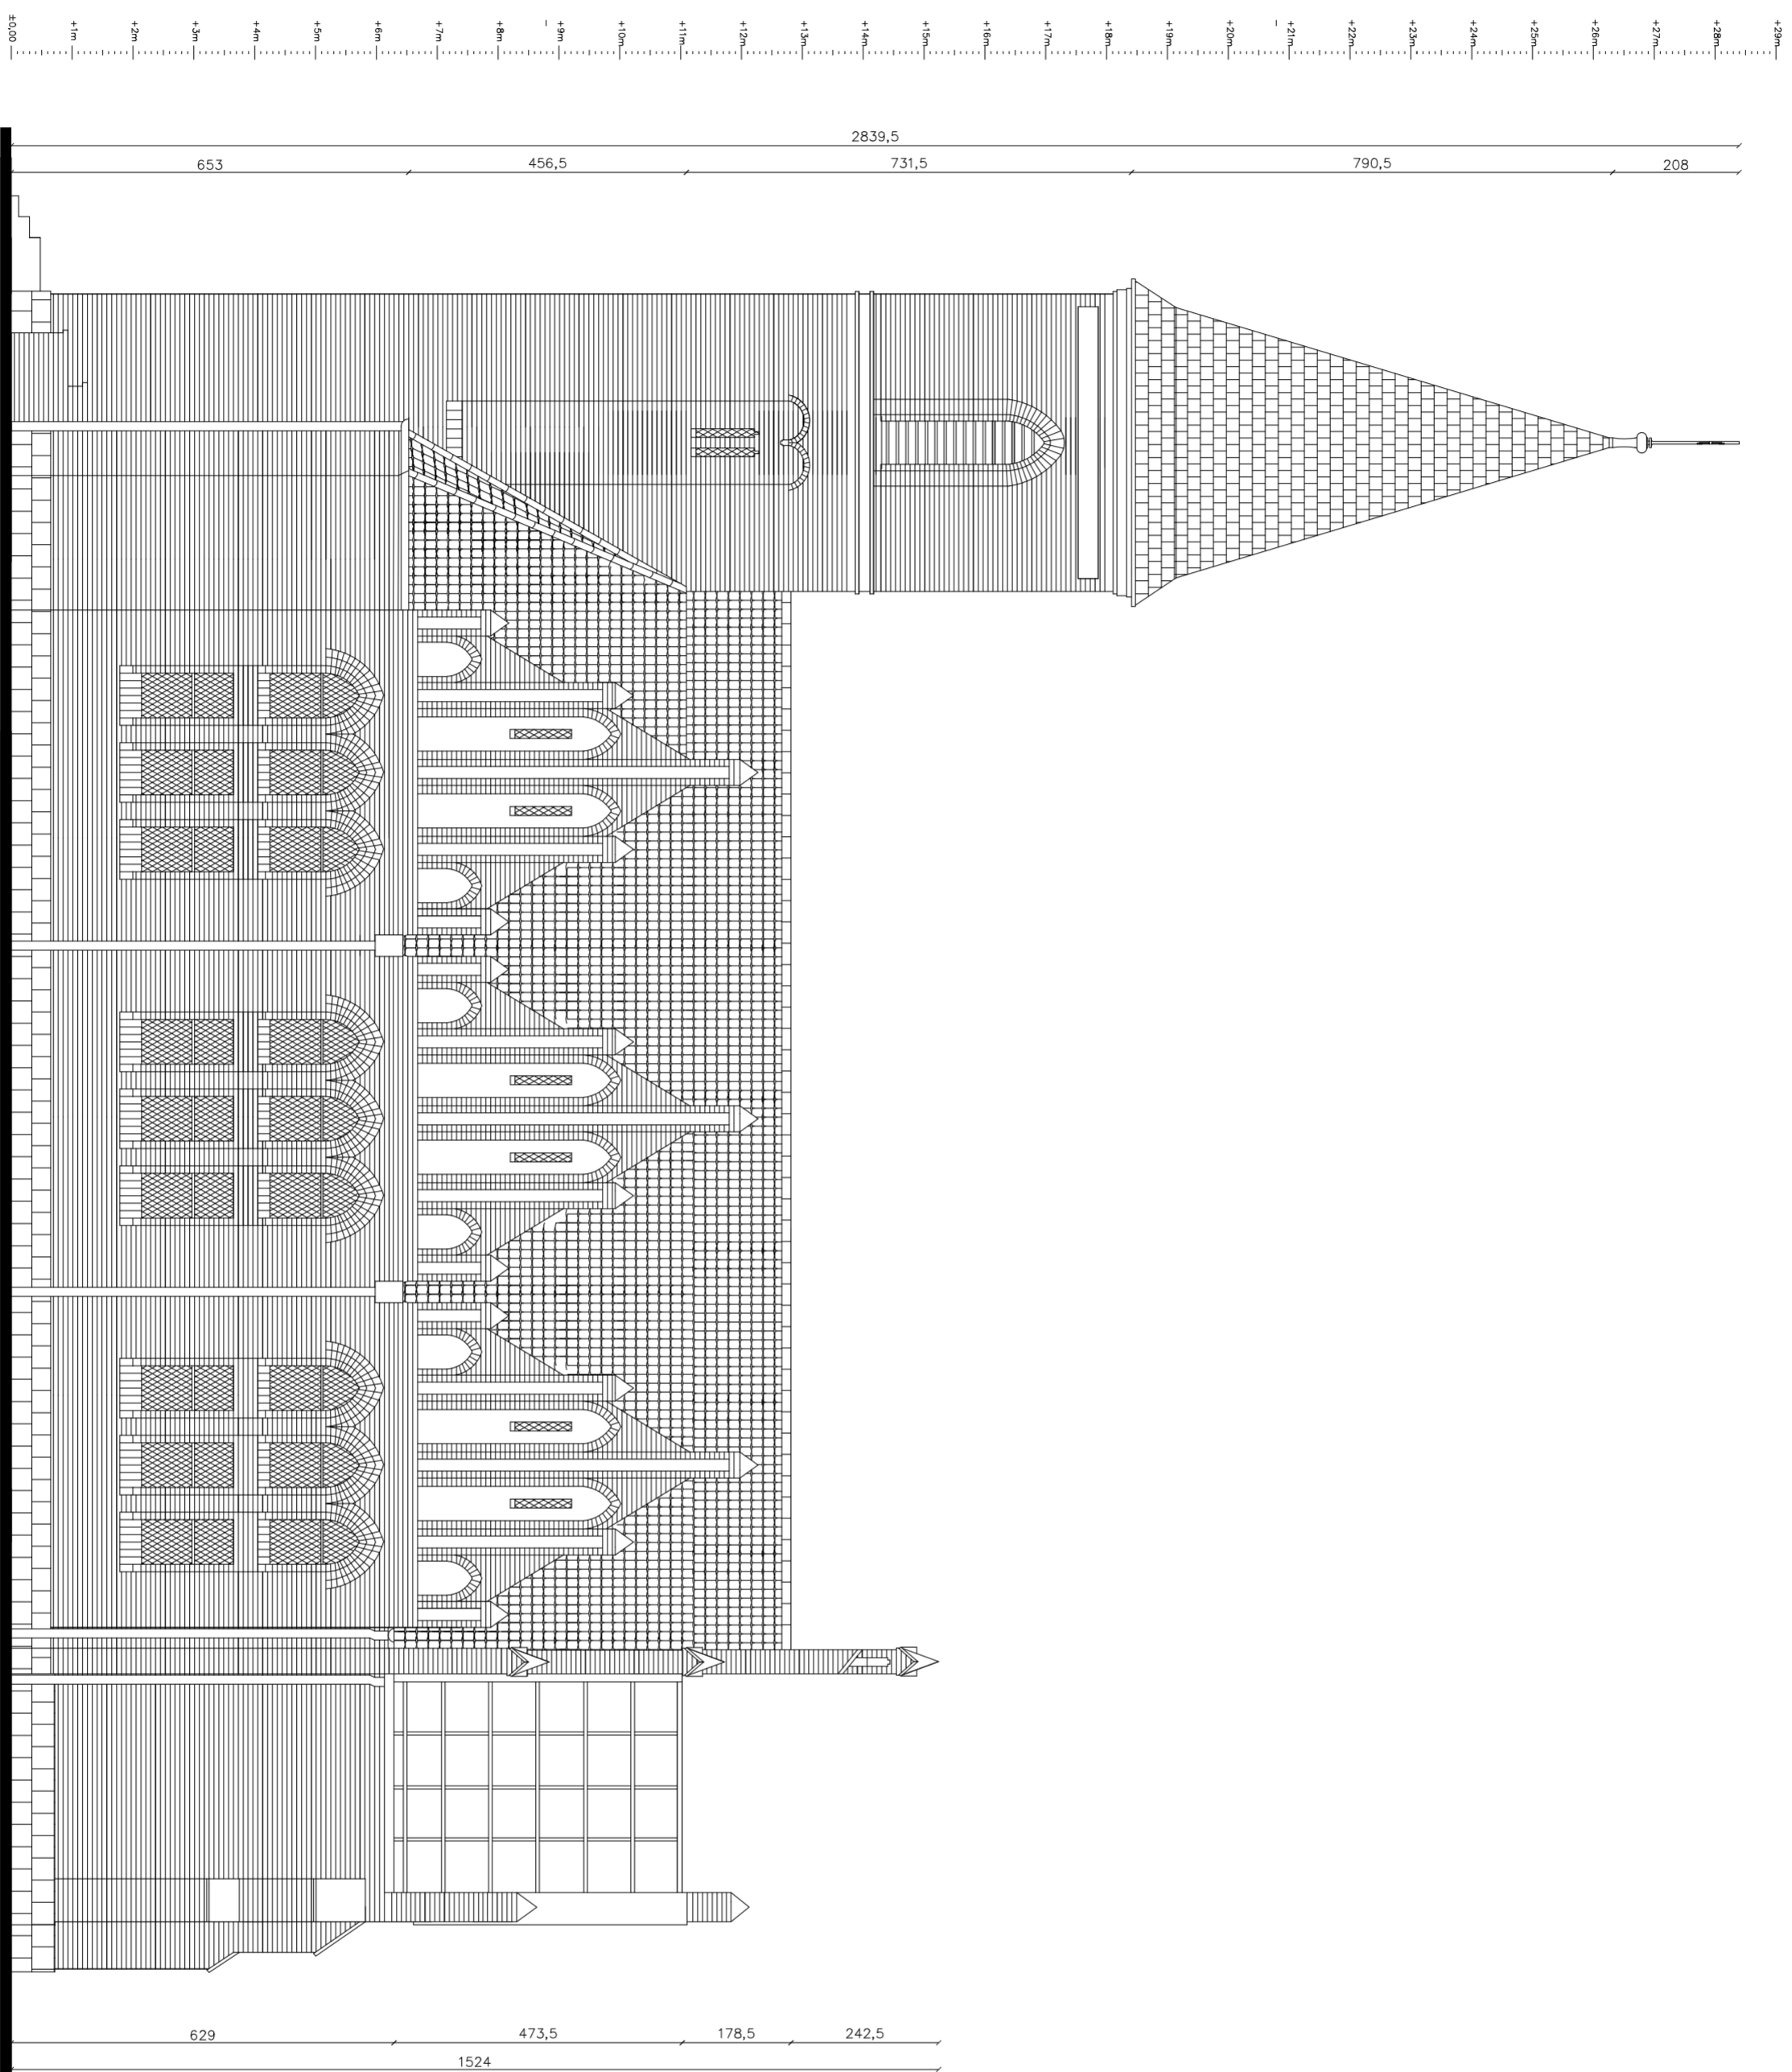 ±0,00
+1m
+2m
+3m
+4m
+5m
+6m
+7m
+8m
+9m
+10m
+11m
+12m
+13m
+14m
+15m
+16m
+17m
+18m
+19m
+20m
+21m
+22m
+23m
+24m
+25m
+26m
+27m
+28m
+29m
2839,5
653
456,5
731,5
790,5
208
629
473,5
178,5
242,5
1524